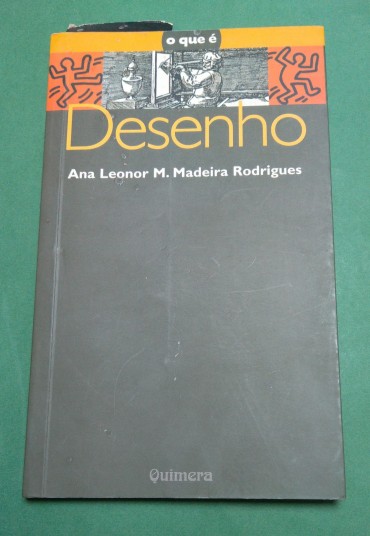 o que é
Desenho
Ana Leonor M. Madeira Rodrigues
Quimera